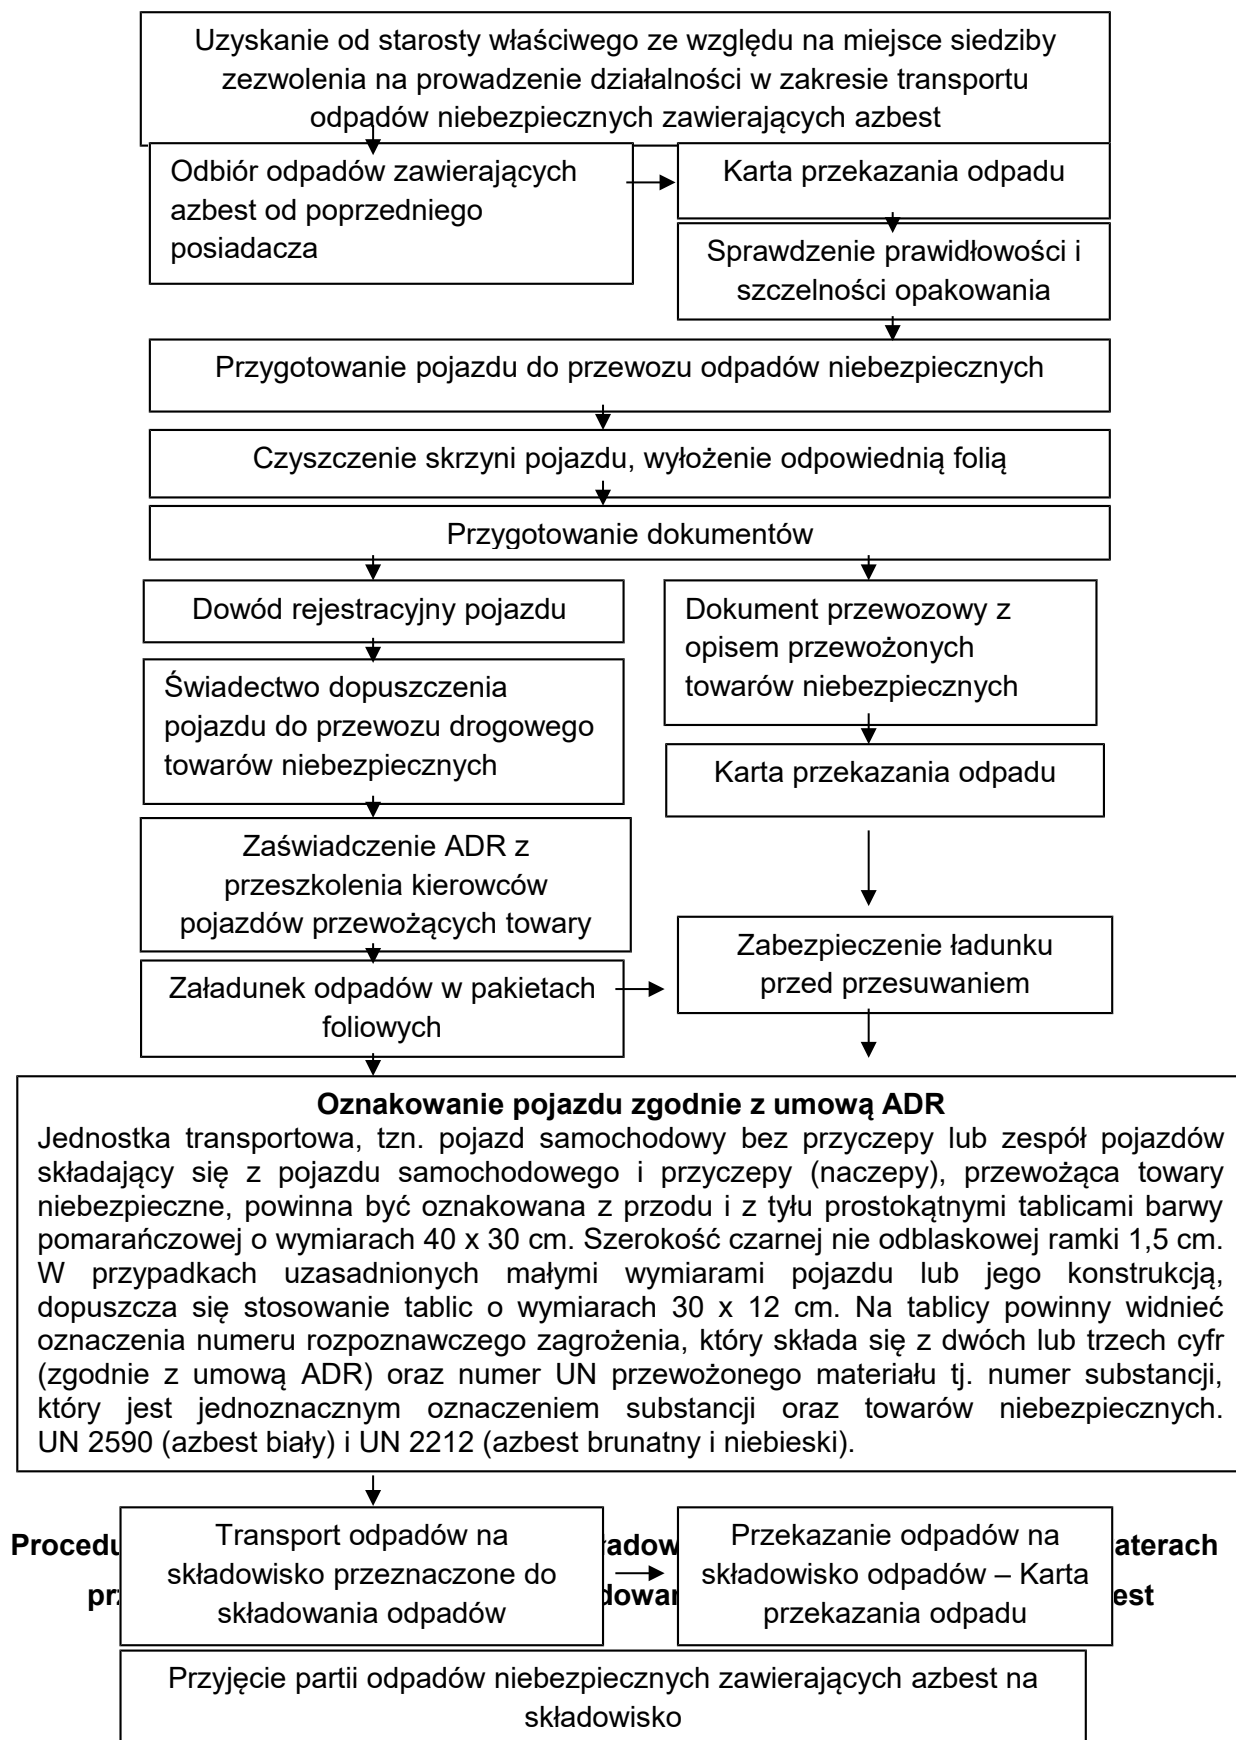 Uzyskanie od starosty właściwego ze względu na miejsce siedziby
zezwolenia na prowadzenie działalności w zakresie transportu
odpadów niebezpiecznych zawierających azbest
Odbiór odpadów zawierających
azbest od poprzedniego
posiadacza
Karta przekazania odpadu
Sprawdzenie prawidłowości i
szczelności opakowania
Przygotowanie pojazdu do przewozu odpadów niebezpiecznych
Czyszczenie skrzyni pojazdu, wyłożenie odpowiednią folią
Przygotowanie dokumentów
Dowód rejestracyjny pojazdu
Świadectwo dopuszczenia
pojazdu do przewozu drogowego
towarów niebezpiecznych
Zaświadczenie ADR z
przeszkolenia kierowców
pojazdów przewożących towary
Załadunek odpadów w pakietach
foliowych
Dokument przewozowy z
opisem przewożonych
towarów niebezpiecznych
Karta przekazania odpadu
Zabezpieczenie ładunku
przed przesuwaniem
Oznakowanie pojazdu zgodnie z umową ADR
Jednostka transportowa, tzn. pojazd samochodowy bez przyczepy lub zespół pojazdów
składający się z pojazdu samochodowego i przyczepy (naczepy), przewożąca towary
niebezpieczne, powinna być oznakowana z przodu i z tyłu prostokątnymi tablicami barwy
pomarańczowej o wymiarach 40 x 30 cm. Szerokość czarnej nie odblaskowej ramki 1,5 cm.
W przypadkach uzasadnionych małymi wymiarami pojazdu lub jego konstrukcją,
dopuszcza się stosowanie tablic o wymiarach 30 x 12 cm. Na tablicy powinny widnieć
oznaczenia numeru rozpoznawczego zagrożenia, który składa się z dwóch lub trzech cyfr
(zgodnie z umową ADR) oraz numer UN przewożonego materiału tj. numer substancji,
który jest jednoznacznym oznaczeniem substancji oraz towarów niebezpiecznych.
UN 2590 (azbest biały) i UN 2212 (azbest brunatny i niebieski).
Transport odpadów na
składowisko przeznaczone do
składowania odpadów
Przekazanie odpadów na
składowisko odpadów – Karta
przekazania odpadu
Przyjęcie partii odpadów niebezpiecznych zawierających azbest na
składowisko